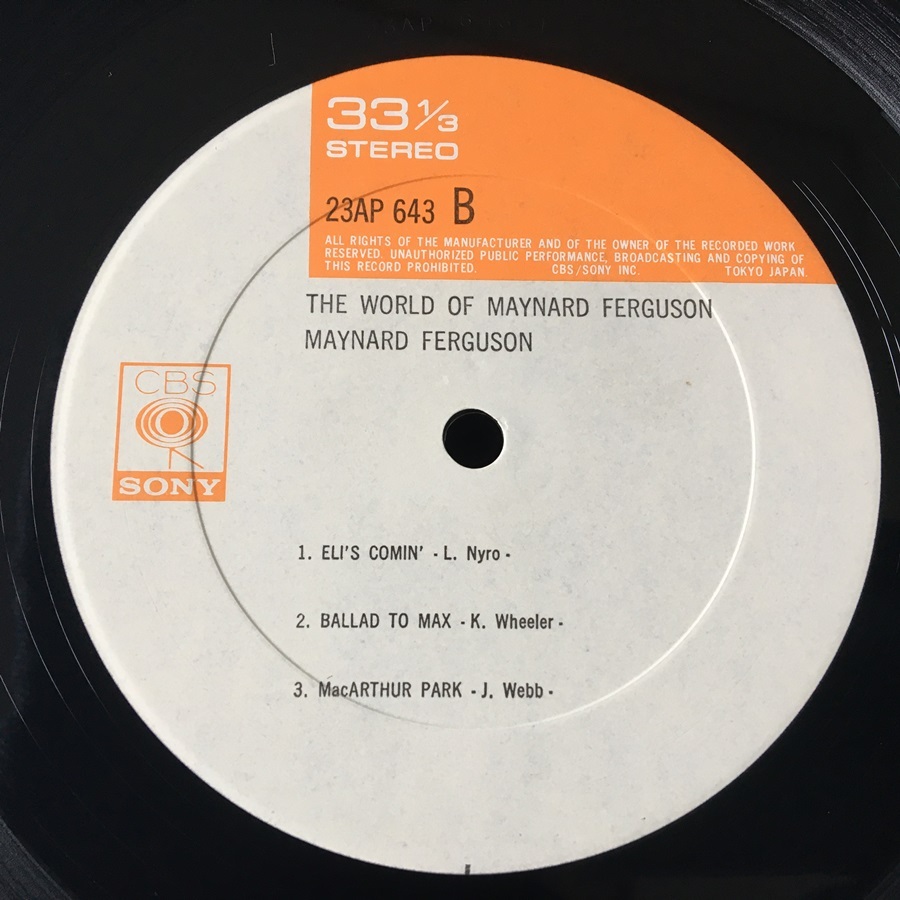 33 1/3
STEREO
23AP 643 B
ALL RIGHTS OF THE MANUFACTURER AND OF THE OWNER OF THE RECORDED WORK
RESERVED. UNAUTHORIZED PUBLIC PERFORMANCE, BROADCASTING AND COPYING OF
THIS RECORD PROHIBITED. CBS/SONY INC. TOKYO JAPAN.
THE WORLD OF MAYNARD FERGUSON
MAYNARD FERGUSON
CBS
SONY
1. ELI'S COMIN' - L. Nyro -
2. BALLAD TO MAX - K. Wheeler -
3. MacARTHUR PARK - J. Webb -